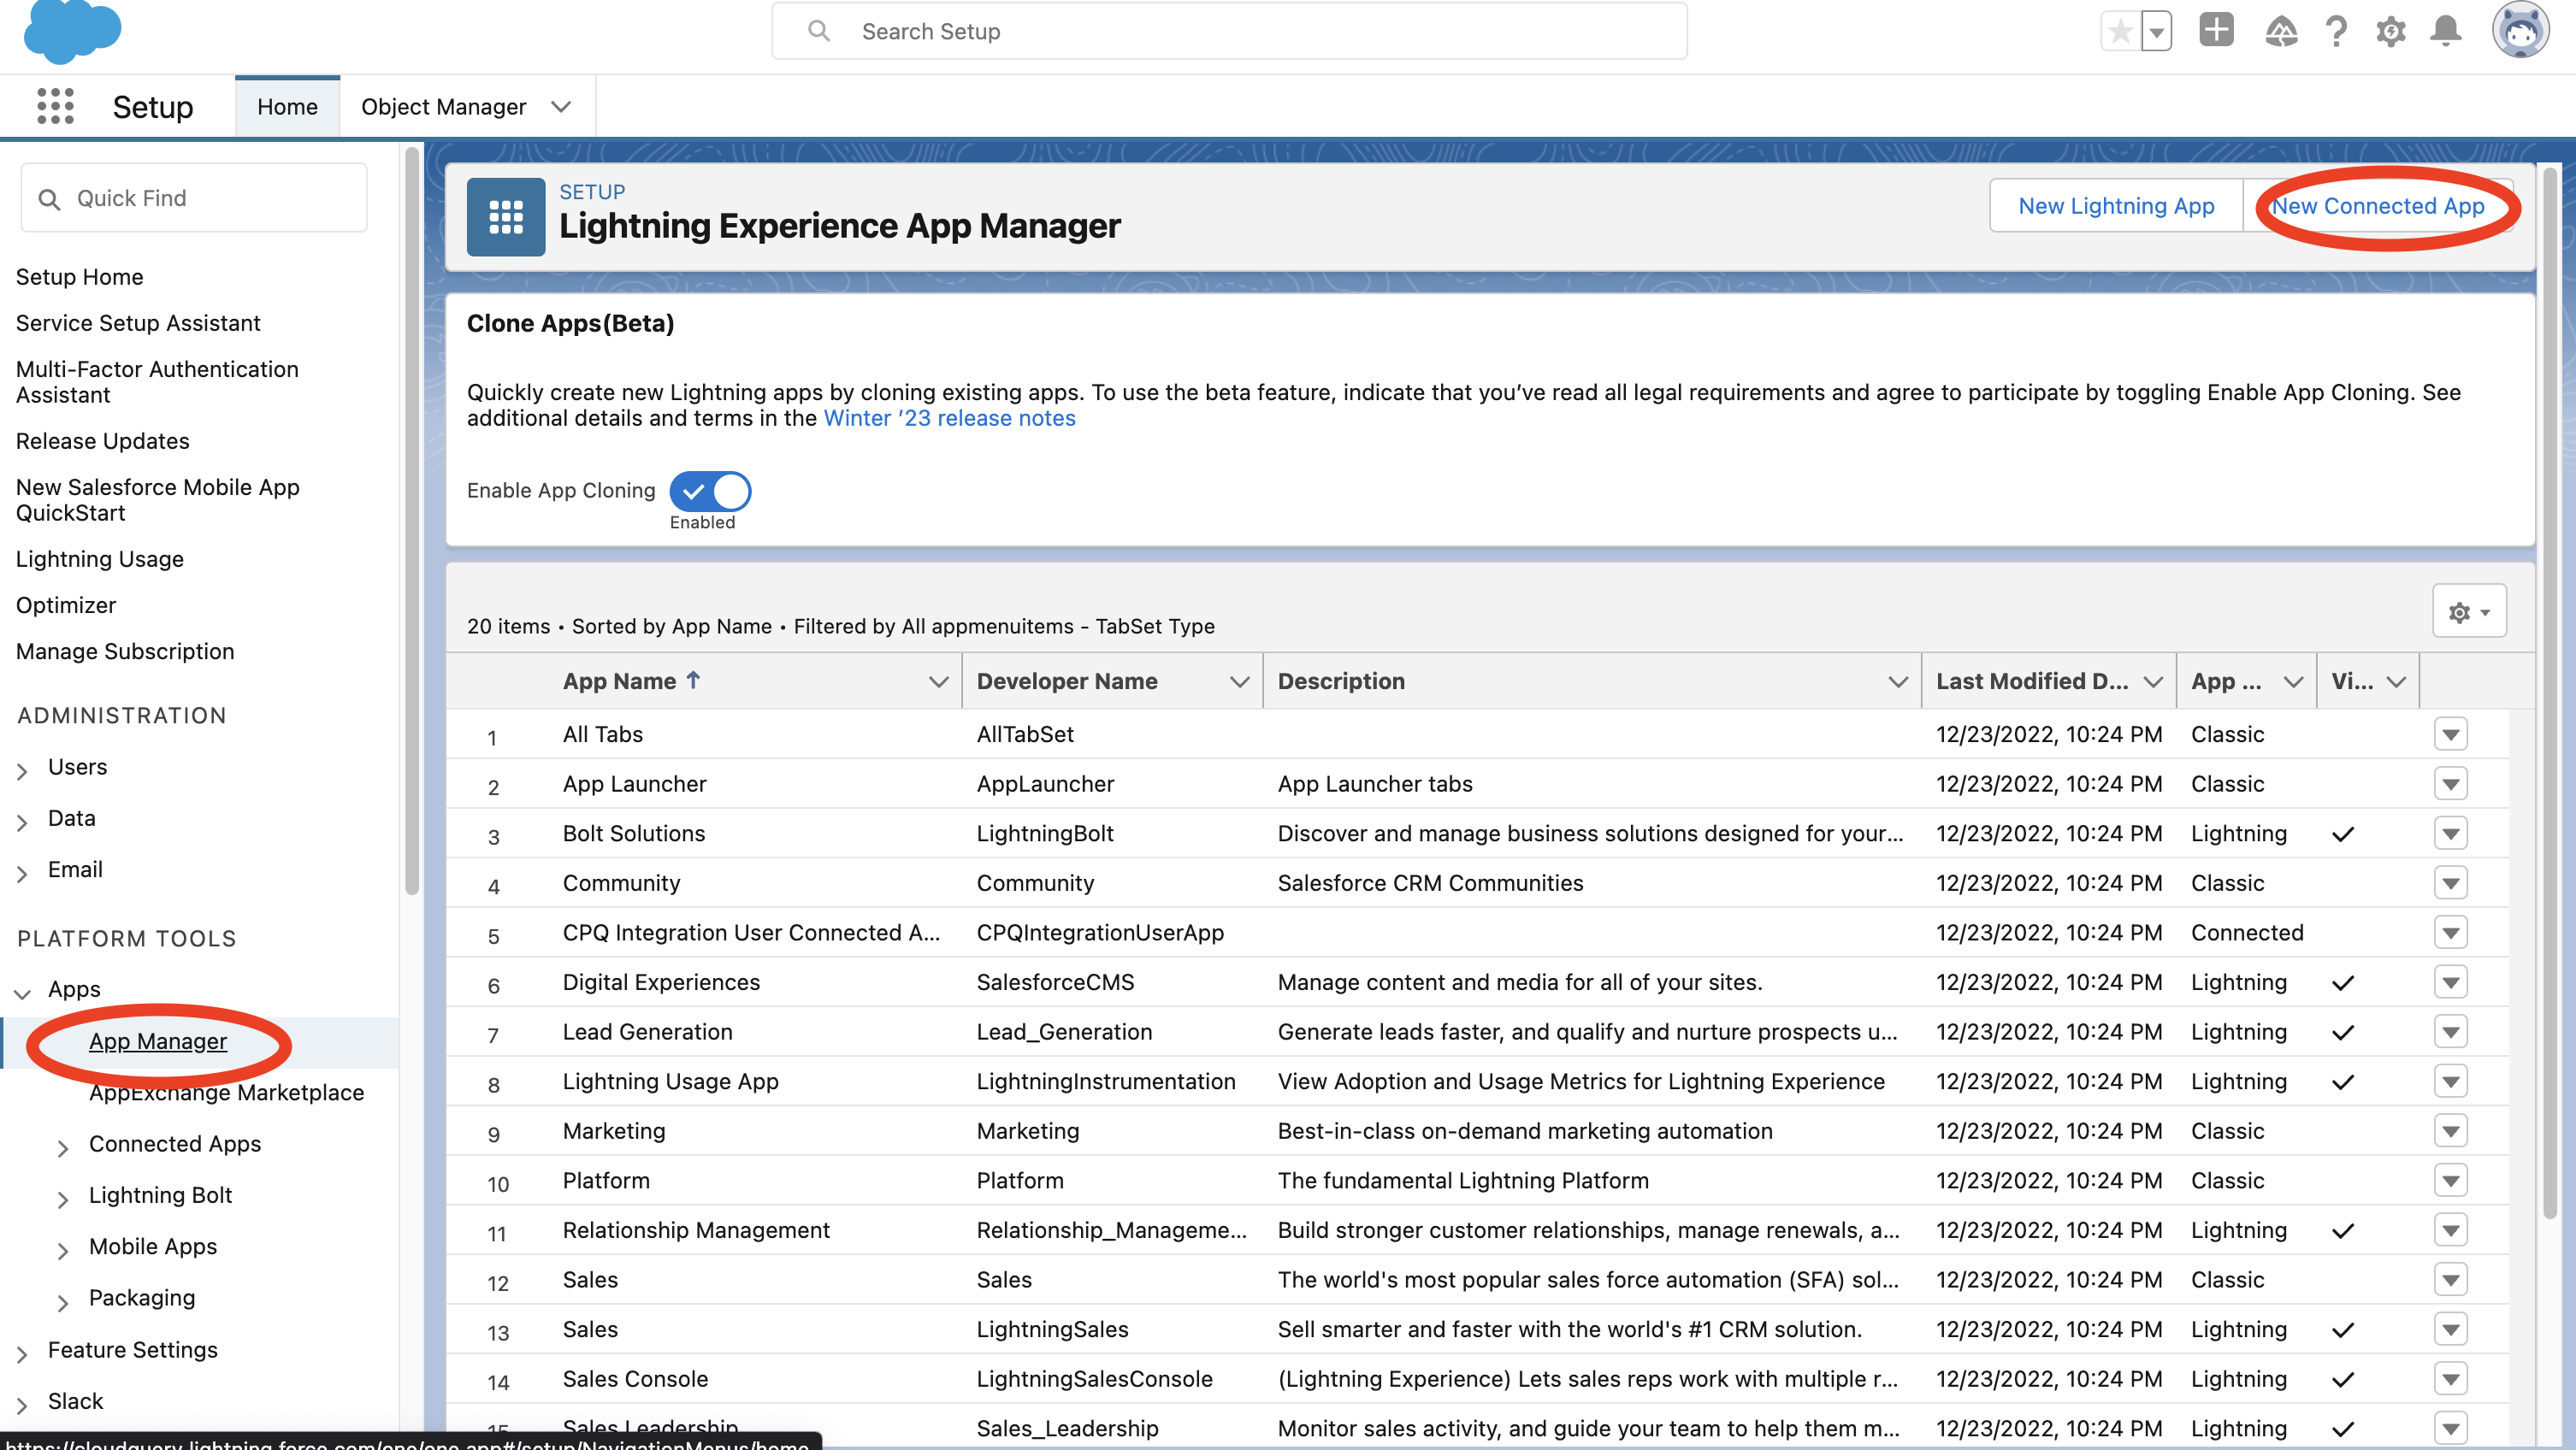 Search Setup
Setup
Home
Object Manager
Quick Find
Setup Home
Service Setup Assistant
Multi-Factor Authentication
Assistant
Release Updates
New Salesforce Mobile App
QuickStart
Lightning Usage
Optimizer
Manage Subscription
ADMINISTRATION
Users
Data
Email
PLATFORM TOOLS
Apps
App Manager
AppExchange Marketplace
Connected Apps
Lightning Bolt
Mobile Apps
Packaging
Feature Settings
Slack
https://cloudquery.lightning.force.com/one/one.app#/setup/NavigationMenus/home
SETUP
Lightning Experience App Manager
New Lightning App
New Connected App
Clone Apps(Beta)
Quickly create new Lightning apps by cloning existing apps. To use the beta feature, indicate that you’ve read all legal requirements and agree to participate by toggling Enable App Cloning. See
additional details and terms in the Winter ’23 release notes
Enable App Cloning
Enabled
20 items • Sorted by App Name • Filtered by All appmenuitems - TabSet Type
App Name Developer Name Description Last Modified D... App ... Vi...
1 All Tabs AllTabSet 12/23/2022, 10:24 PM Classic
2 App Launcher AppLauncher App Launcher tabs 12/23/2022, 10:24 PM Classic
3 Bolt Solutions LightningBolt Discover and manage business solutions designed for your... 12/23/2022, 10:24 PM Lightning
4 Community Community Salesforce CRM Communities 12/23/2022, 10:24 PM Classic
5 CPQ Integration User Connected A... CPQIntegrationUserApp 12/23/2022, 10:24 PM Connected
6 Digital Experiences SalesforceCMS Manage content and media for all of your sites. 12/23/2022, 10:24 PM Lightning
7 Lead Generation Lead_Generation Generate leads faster, and qualify and nurture prospects u... 12/23/2022, 10:24 PM Lightning
8 Lightning Usage App LightningInstrumentation View Adoption and Usage Metrics for Lightning Experience 12/23/2022, 10:24 PM Lightning
9 Marketing Marketing Best-in-class on-demand marketing automation 12/23/2022, 10:24 PM Classic
10 Platform Platform The fundamental Lightning Platform 12/23/2022, 10:24 PM Classic
11 Relationship Management Relationship_Manageme... Build stronger customer relationships, manage renewals, a... 12/23/2022, 10:24 PM Lightning
12 Sales Sales The world's most popular sales force automation (SFA) sol... 12/23/2022, 10:24 PM Classic
13 Sales LightningSales Sell smarter and faster with the world's #1 CRM solution. 12/23/2022, 10:24 PM Lightning
14 Sales Console LightningSalesConsole (Lightning Experience) Lets sales reps work with multiple r... 12/23/2022, 10:24 PM Lightning
15 Sales Leadership Sales_Leadership Monitor sales activity, and guide your team to help them m... 12/23/2022, 10:24 PM Lightning